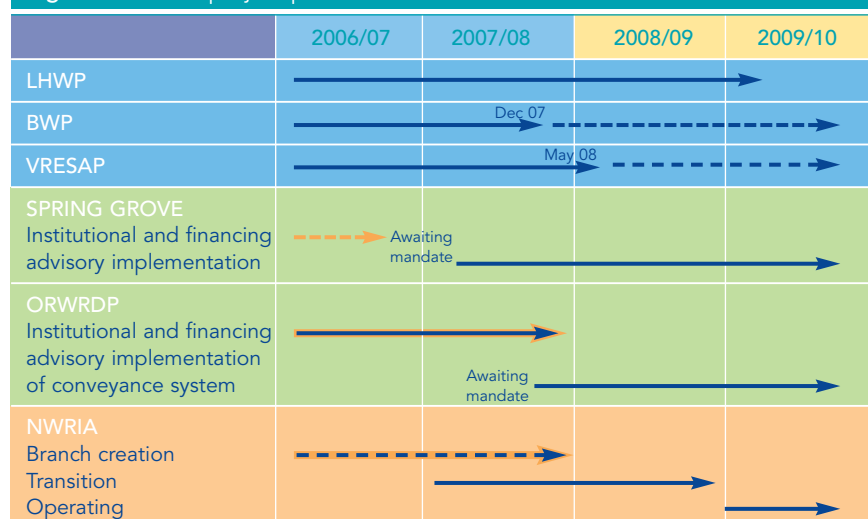 2006/07 2007/08 2008/09 2009/10
LHWP
BWP
Dec 07
VRESAP
May 08
SPRING GROVE
Institutional and financing
advisory implementation
Awaiting
mandate
ORWRDP
Institutional and financing
advisory implementation
of conveyance system
Awaiting
mandate
NWRIA
Branch creation
Transition
Operating